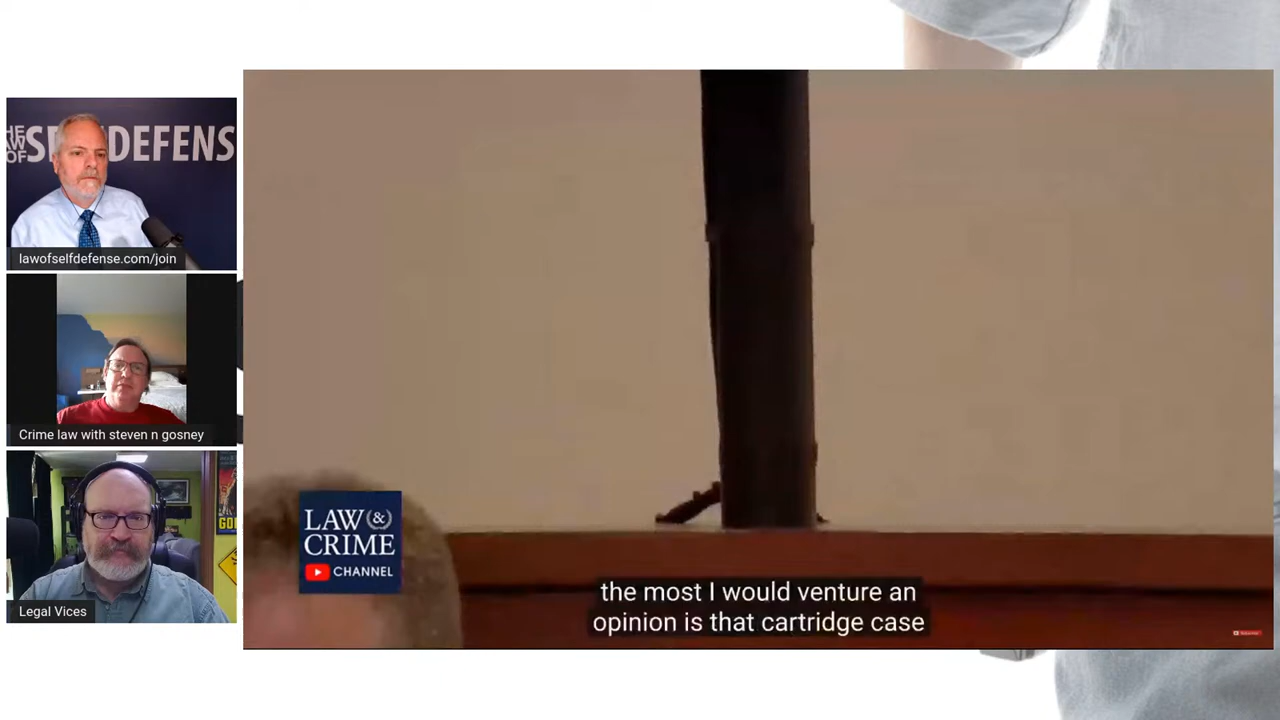 THE
LAW
OF
DEFENS
lawofselfdefense.com/join
Crime law with steven n gosney
GO
Legal Vices
LAW &
CRIME
CHANNEL
the most I would venture an
opinion is that cartridge case